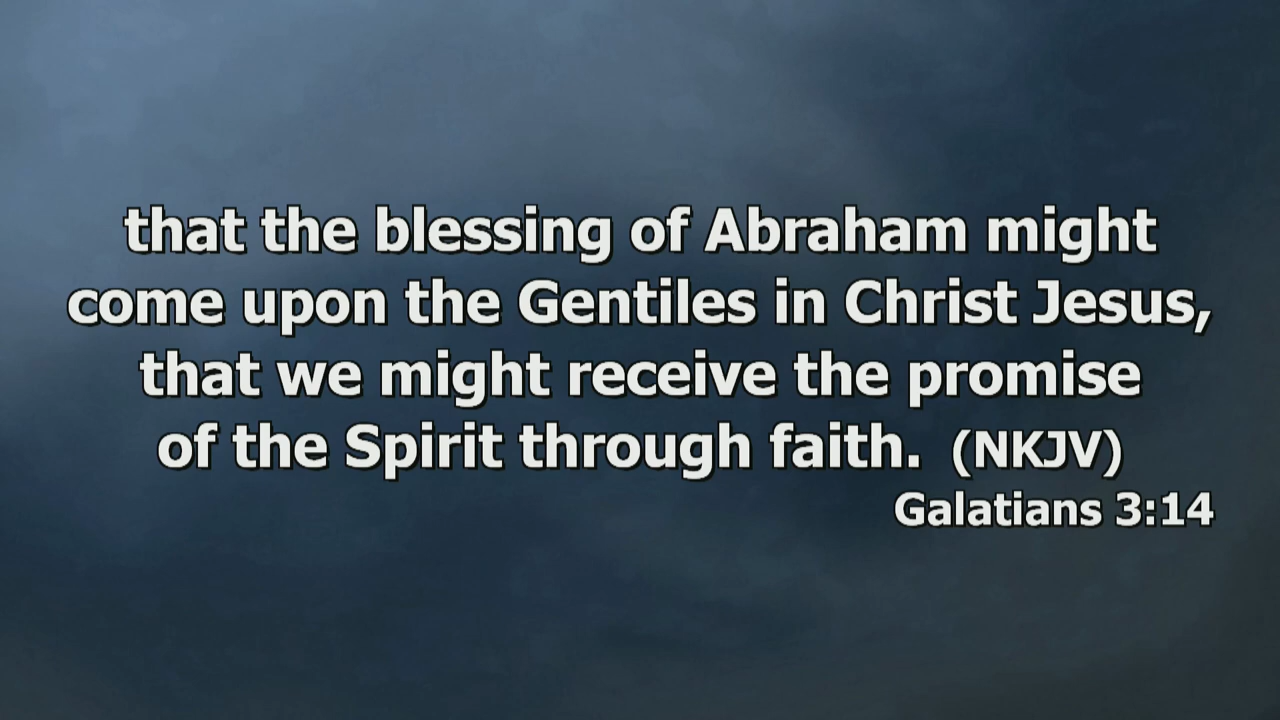 that the blessing of Abraham might
come upon the Gentiles in Christ Jesus,
that we might receive the promise
of the Spirit through faith. (NKJV)
Galatians 3:14